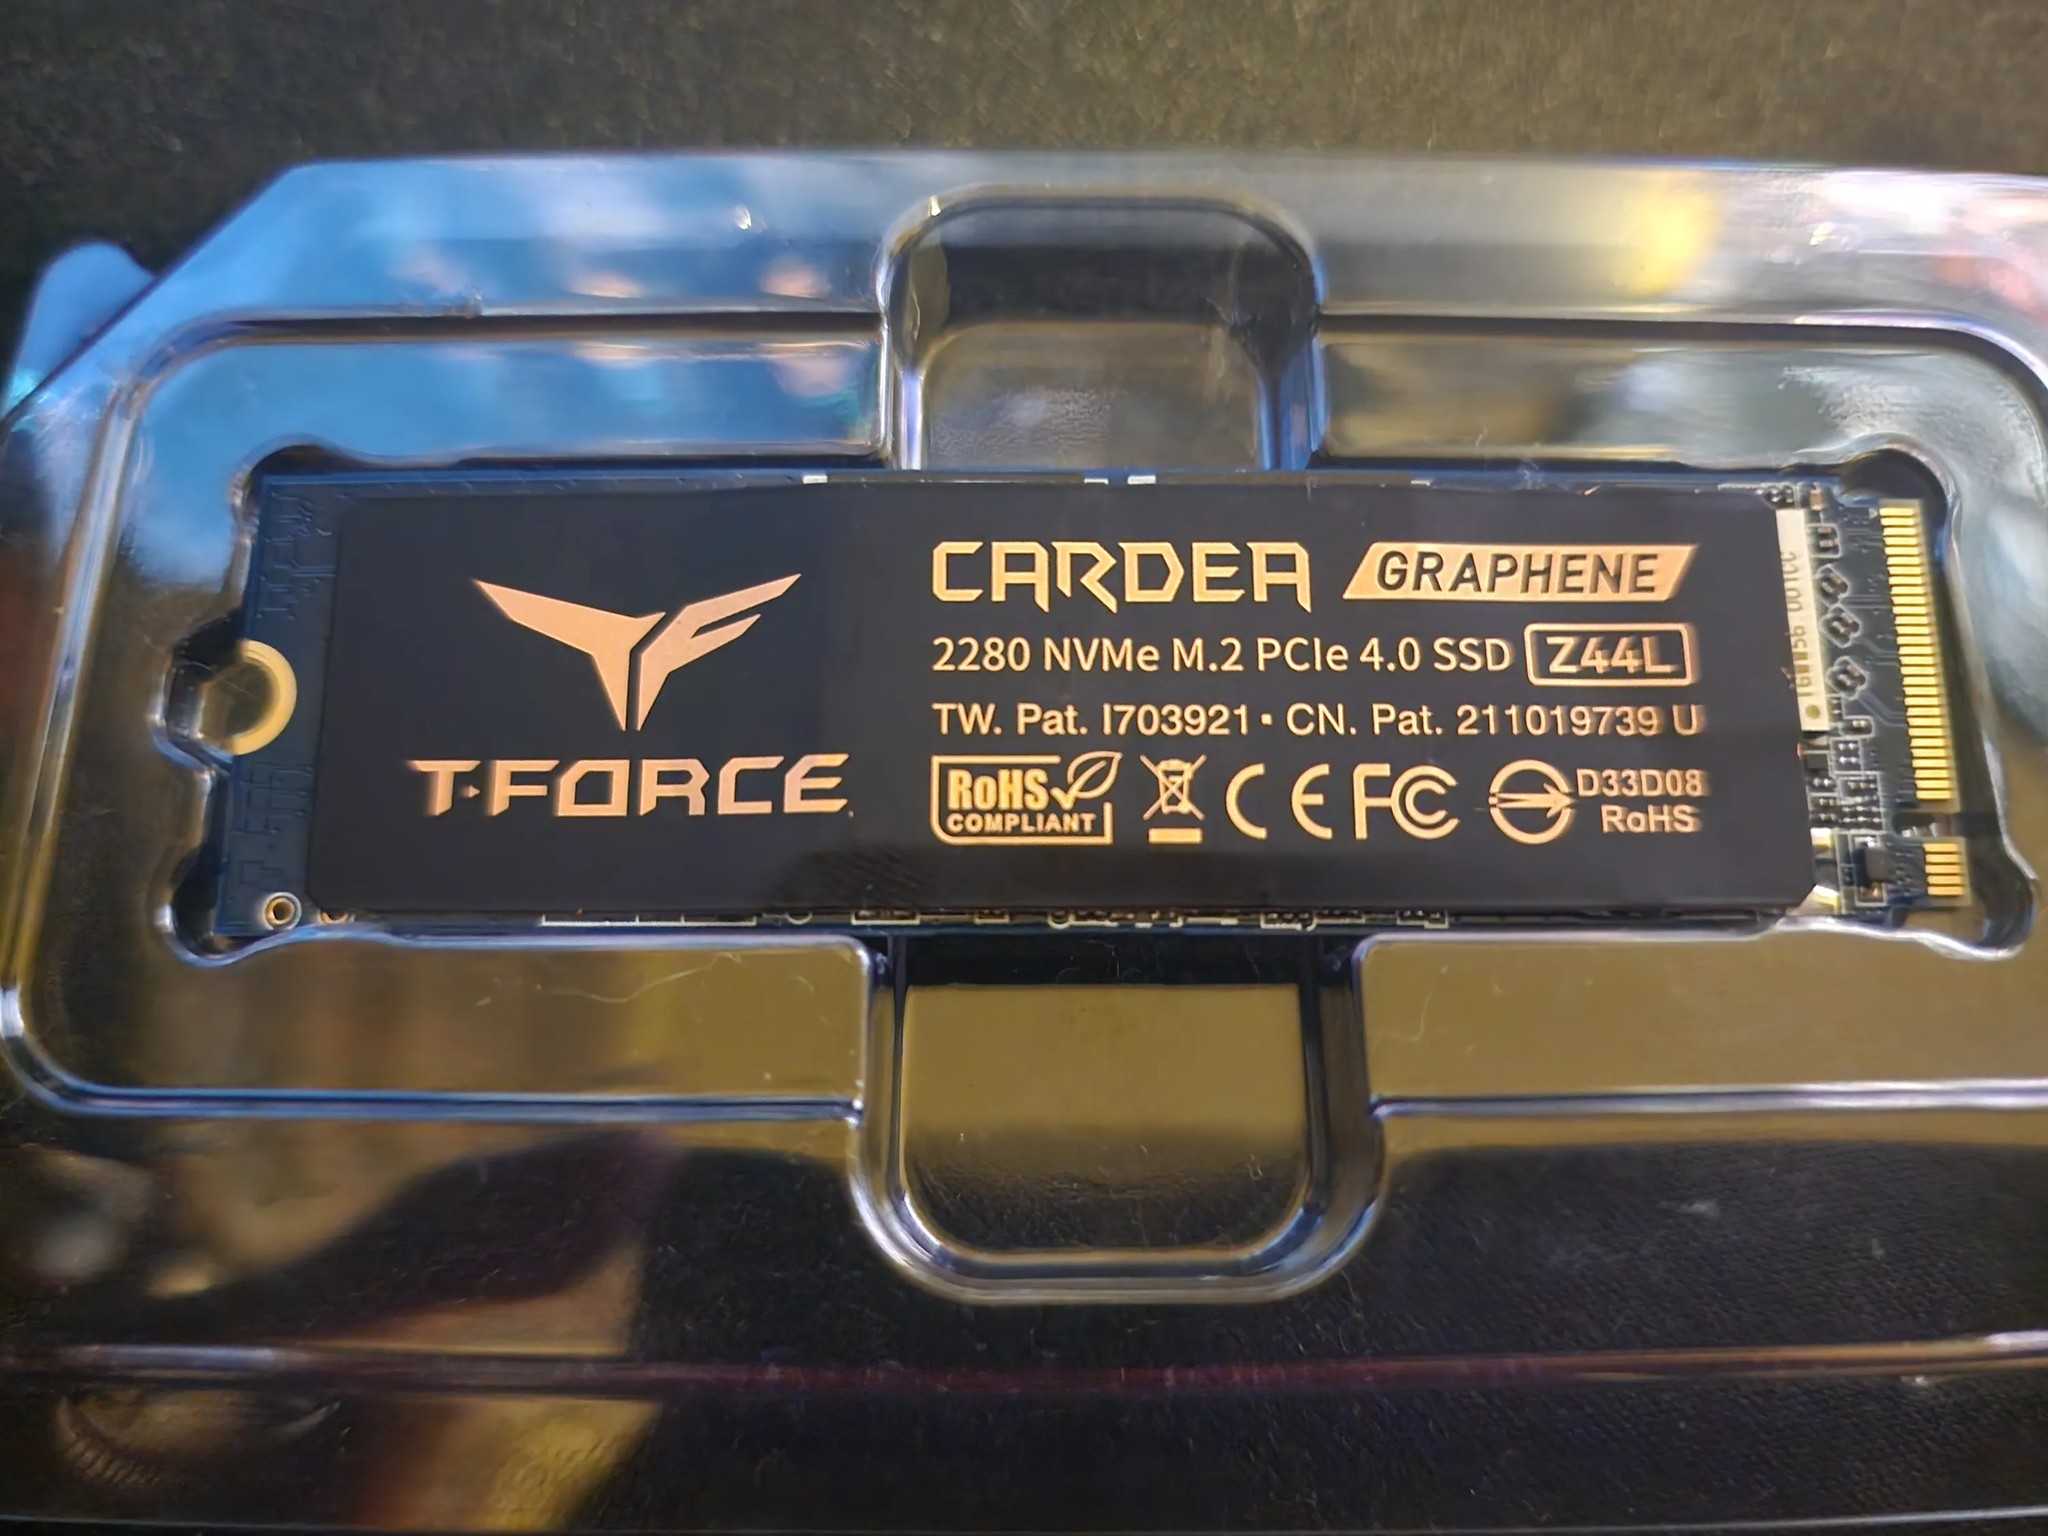 T-FORCE
CARDEA GRAPHENE
2280 NVMe M.2 PCIe 4.0 SSD Z44L
TW. Pat. I703921 ▪ CN. Pat. 211019739 U
RoHS
COMPLIANT
CE FC D33D08
RoHS